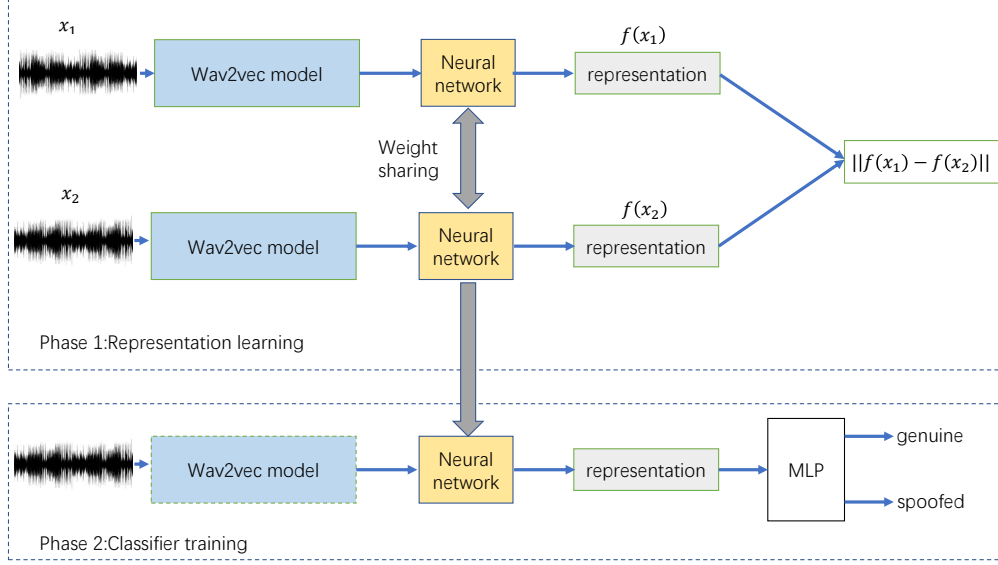 x₁
Wav2vec model
Neural
network
f(x₁)
representation
Weight
sharing
||f(x₁) − f(x₂)||
x₂
Wav2vec model
Neural
network
f(x₂)
representation
Phase 1:Representation learning
Wav2vec model
Neural
network
representation
MLP
genuine
spoofed
Phase 2:Classifier training